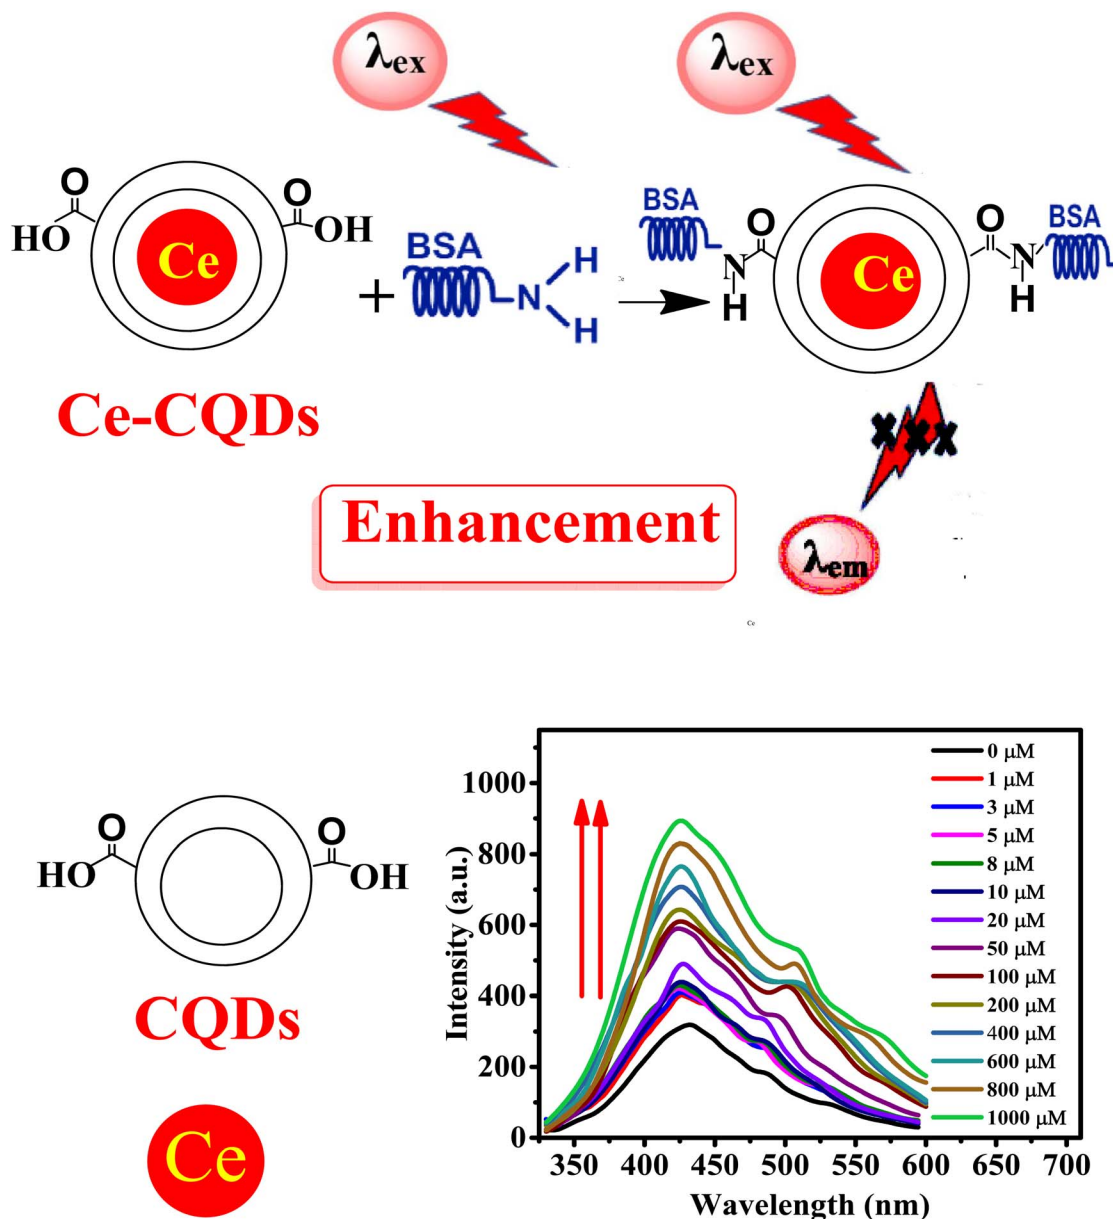 λex
λex
O
HO
Ce
O
OH
+
BSA
N
H
H
Ce
BSA
O
N
H
Ce
O
N
H
BSA
Ce-CQDs
Enhancement
λem
Ce
O
HO
O
OH
CQDs
Ce
Intensity (a.u.)
1000
800
600
400
200
0
350 400 450 500 550 600 650 700
Wavelength (nm)
0 µM
1 µM
3 µM
5 µM
8 µM
10 µM
20 µM
50 µM
100 µM
200 µM
400 µM
600 µM
800 µM
1000 µM